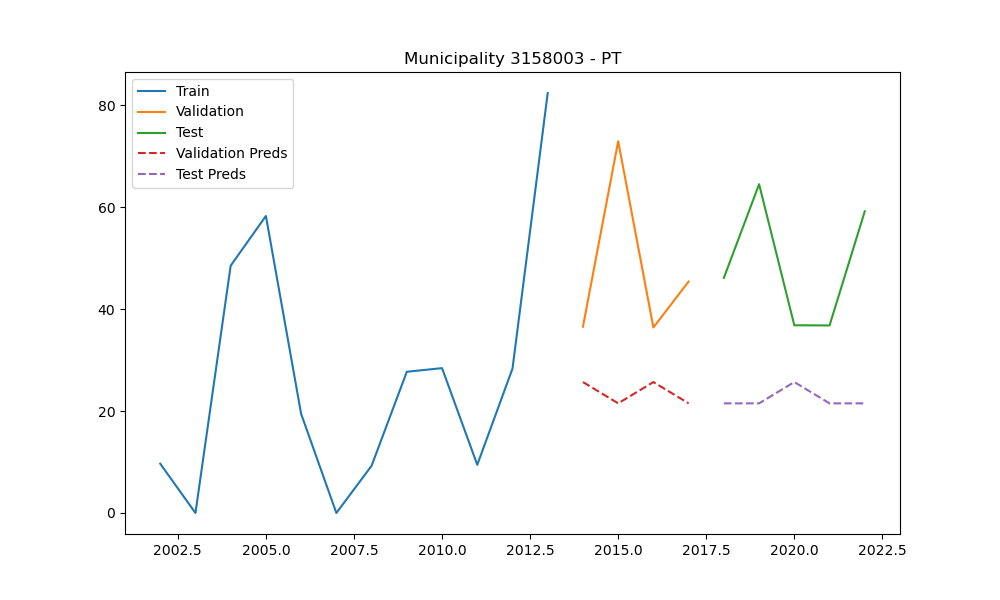 Municipality 3158003 - PT
Train
Validation
Test
Validation Preds
Test Preds
80
60
40
20
0
2002.5 2005.0 2007.5 2010.0 2012.5 2015.0 2017.5 2020.0 2022.5